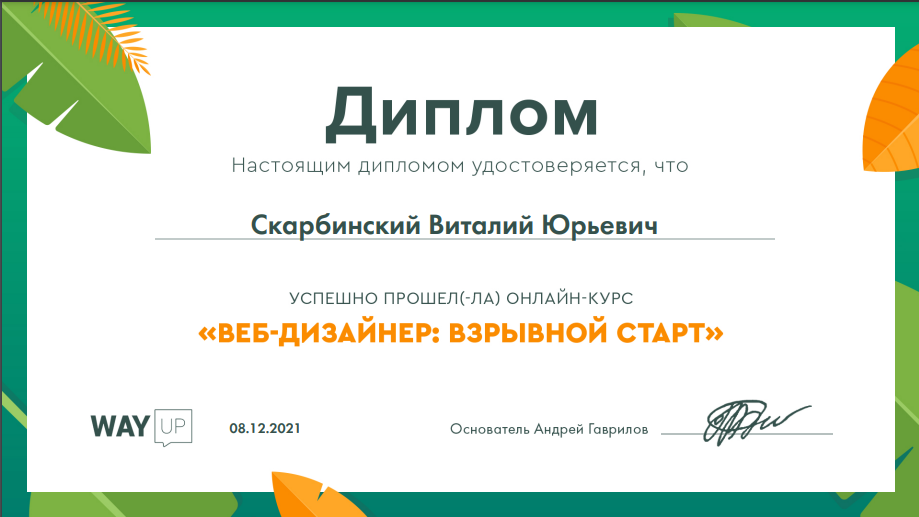 Диплом
Настоящим дипломом удостоверяется, что
Скарбинский Виталий Юрьевич
УСПЕШНО ПРОШЕЛ(-ЛА) ОНЛАЙН-КУРС
«ВЕБ-ДИЗАЙНЕР: ВЗРЫВНОЙ СТАРТ»
WAY UP
08.12.2021
Основатель Андрей Гаврилов